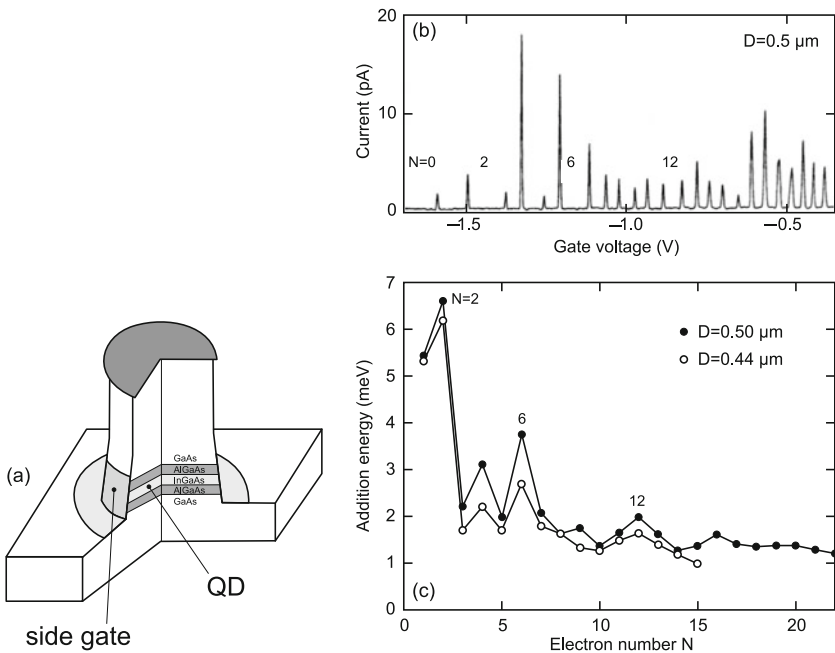 (a)
GaAs
AlGaAs
InGaAs
AlGaAs
GaAs
QD
side gate
(b)
D=0.5 µm
Current (pA)
20
10
0
N=0
2
6
12
–1.5
–1.0
–0.5
Gate voltage (V)
(c)
Addition energy (meV)
7
6
5
4
3
2
1
0
N=2
6
12
D=0.50 µm
D=0.44 µm
0
5
10
15
20
Electron number N